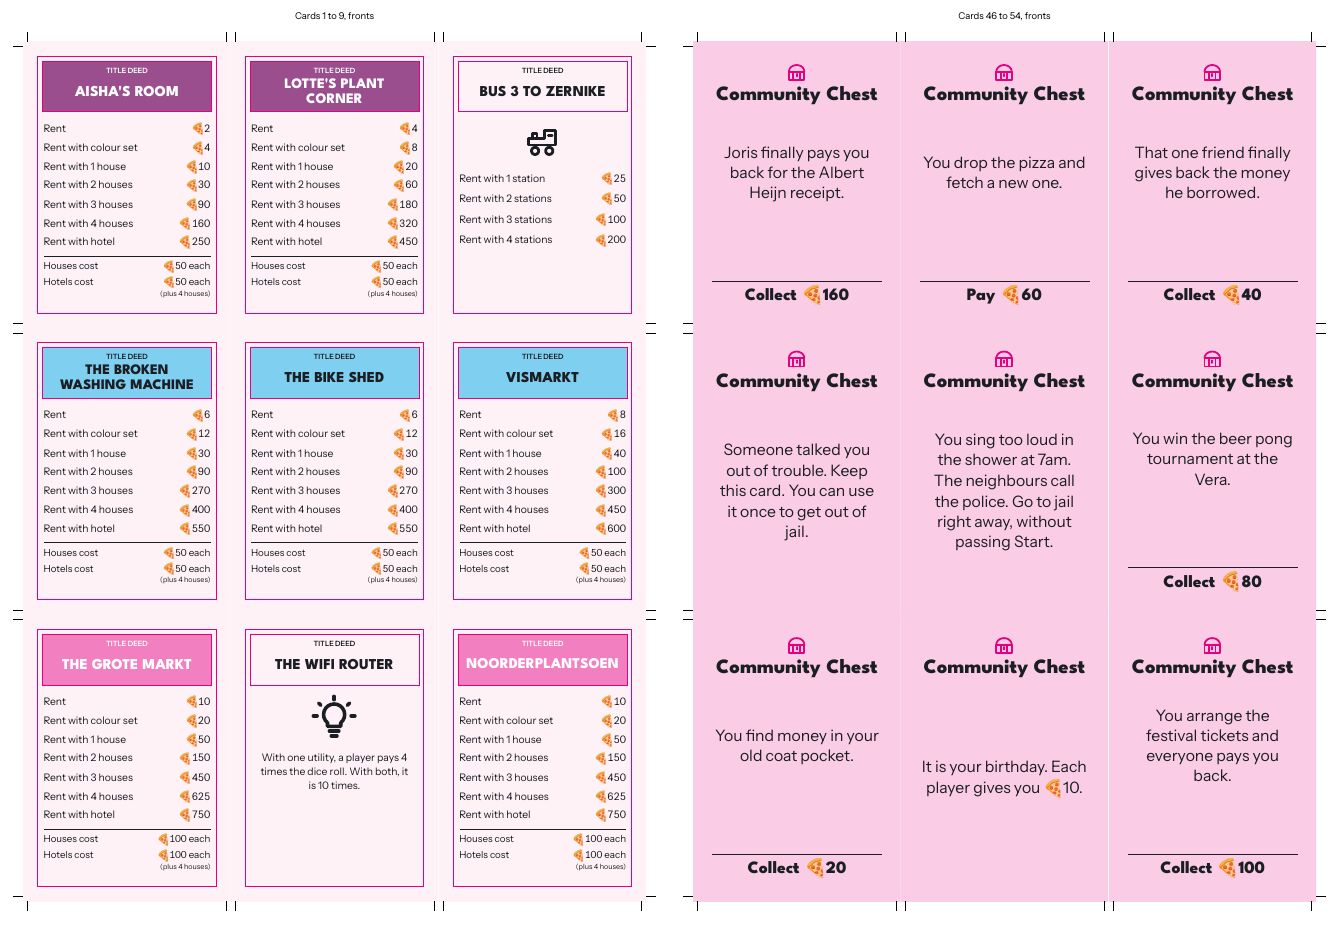 Cards 1 to 9, fronts
TITLE DEED
AISHA'S ROOM
Rent 🍕2
Rent with colour set 🍕4
Rent with 1 house 🍕10
Rent with 2 houses 🍕30
Rent with 3 houses 🍕90
Rent with 4 houses 🍕160
Rent with hotel 🍕250
Houses cost 🍕50 each
Hotels cost 🍕50 each
(plus 4 houses)
TITLE DEED
LOTTE'S PLANT
CORNER
Rent 🍕4
Rent with colour set 🍕8
Rent with 1 house 🍕20
Rent with 2 houses 🍕60
Rent with 3 houses 🍕180
Rent with 4 houses 🍕320
Rent with hotel 🍕450
Houses cost 🍕50 each
Hotels cost 🍕50 each
(plus 4 houses)
TITLE DEED
BUS 3 TO ZERNIKE
Rent with 1 station 🍕25
Rent with 2 stations 🍕50
Rent with 3 stations 🍕100
Rent with 4 stations 🍕200
TITLE DEED
THE BROKEN
WASHING MACHINE
Rent 🍕6
Rent with colour set 🍕12
Rent with 1 house 🍕30
Rent with 2 houses 🍕90
Rent with 3 houses 🍕270
Rent with 4 houses 🍕400
Rent with hotel 🍕550
Houses cost 🍕50 each
Hotels cost 🍕50 each
(plus 4 houses)
TITLE DEED
THE BIKE SHED
Rent 🍕6
Rent with colour set 🍕12
Rent with 1 house 🍕30
Rent with 2 houses 🍕90
Rent with 3 houses 🍕270
Rent with 4 houses 🍕400
Rent with hotel 🍕550
Houses cost 🍕50 each
Hotels cost 🍕50 each
(plus 4 houses)
TITLE DEED
VISMARKT
Rent 🍕8
Rent with colour set 🍕16
Rent with 1 house 🍕40
Rent with 2 houses 🍕100
Rent with 3 houses 🍕300
Rent with 4 houses 🍕450
Rent with hotel 🍕600
Houses cost 🍕50 each
Hotels cost 🍕50 each
(plus 4 houses)
TITLE DEED
THE GROTE MARKT
Rent 🍕10
Rent with colour set 🍕20
Rent with 1 house 🍕50
Rent with 2 houses 🍕150
Rent with 3 houses 🍕450
Rent with 4 houses 🍕625
Rent with hotel 🍕750
Houses cost 🍕100 each
Hotels cost 🍕100 each
(plus 4 houses)
TITLE DEED
THE WIFI ROUTER
With one utility, a player pays 4
times the dice roll. With both, it
is 10 times.
TITLE DEED
NOORDERPLANTSOEN
Rent 🍕10
Rent with colour set 🍕20
Rent with 1 house 🍕50
Rent with 2 houses 🍕150
Rent with 3 houses 🍕450
Rent with 4 houses 🍕625
Rent with hotel 🍕750
Houses cost 🍕100 each
Hotels cost 🍕100 each
(plus 4 houses)
Cards 46 to 54, fronts
Community Chest
Joris finally pays you
back for the Albert
Heijn receipt.
Collect 🍕160
Community Chest
You drop the pizza and
fetch a new one.
Pay 🍕60
Community Chest
That one friend finally
gives back the money
he borrowed.
Collect 🍕40
Community Chest
Someone talked you
out of trouble. Keep
this card. You can use
it once to get out of
jail.
Community Chest
You sing too loud in
the shower at 7am.
The neighbours call
the police. Go to jail
right away, without
passing Start.
Community Chest
You win the beer pong
tournament at the
Vera.
Collect 🍕80
Community Chest
You find money in your
old coat pocket.
Collect 🍕20
Community Chest
It is your birthday. Each
player gives you 🍕10.
Community Chest
You arrange the
festival tickets and
everyone pays you
back.
Collect 🍕100